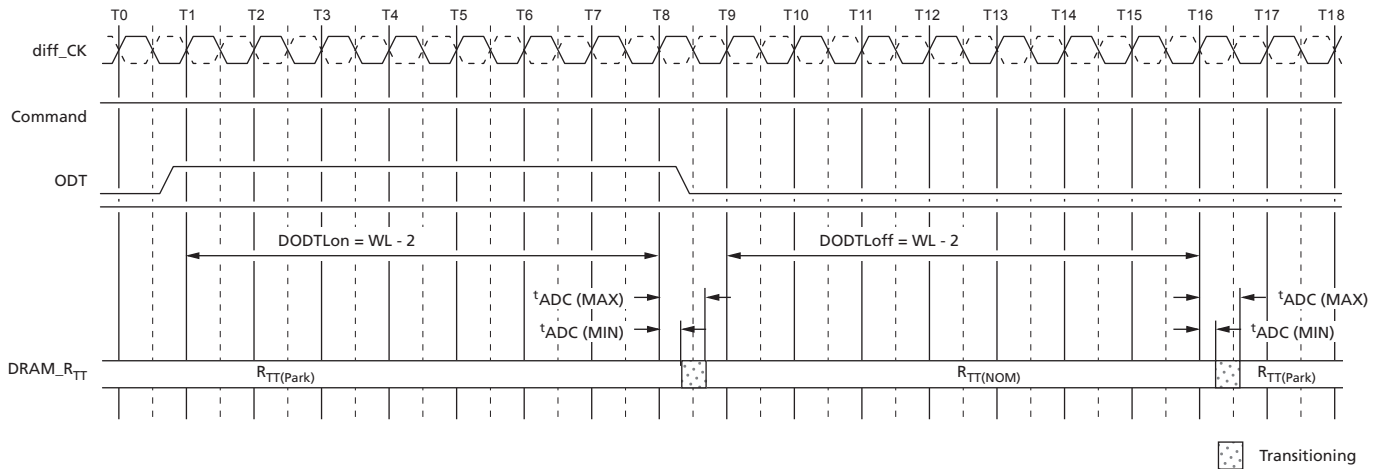 T0 T1 T2 T3 T4 T5 T6 T7 T8 T9 T10 T11 T12 T13 T14 T15 T16 T17 T18
diff_CK
Command
ODT
DODTLon = WL - 2 DODTLoff = WL - 2
tADC (MAX) tADC (MAX)
tADC (MIN) tADC (MIN)
DRAM_RTT RTT(Park) RTT(NOM) RTT(Park)
Transitioning